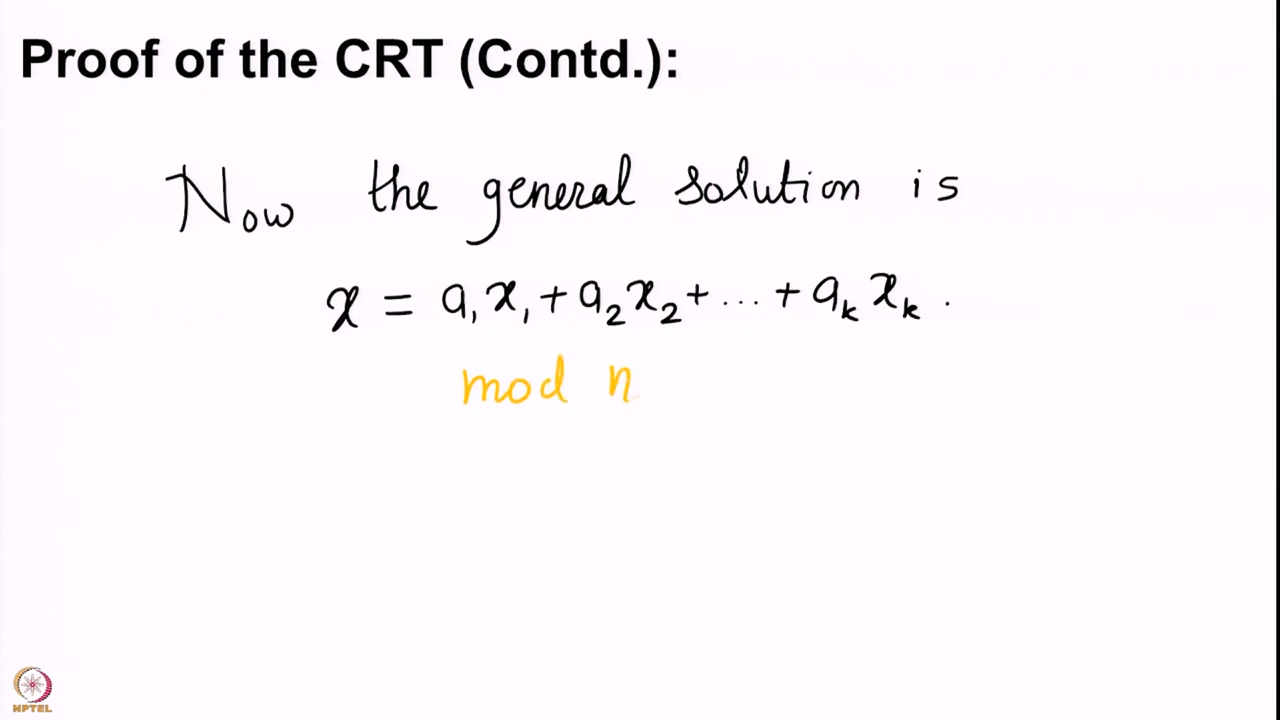 Proof of the CRT (Contd.):
Now the general solution is
x = a₁x₁ + a₂x₂ + ... + aₖxₖ .
mod n
NPTEL